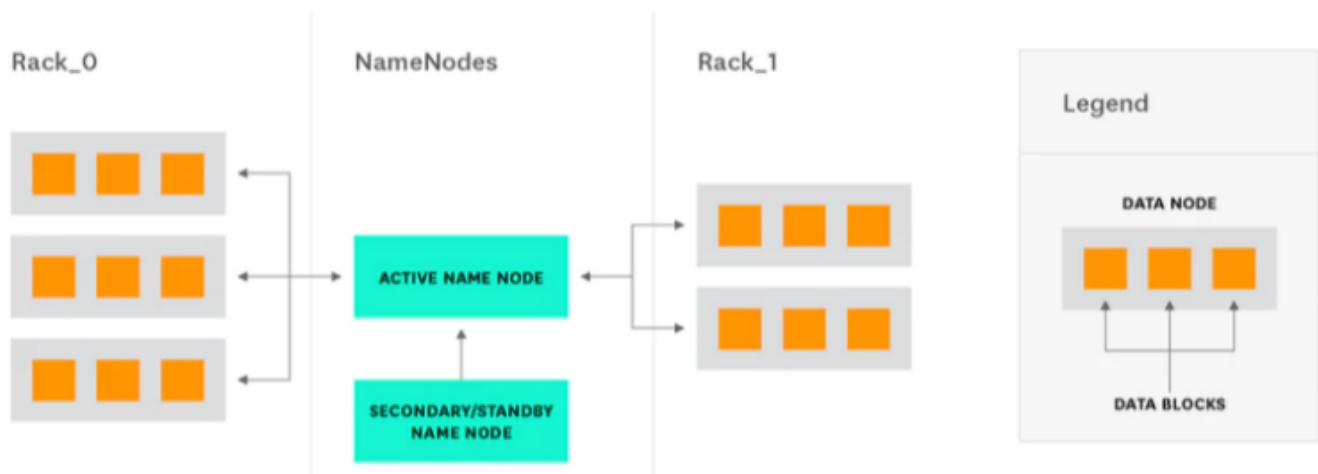 Rack_0
NameNodes
Rack_1
Legend
DATA NODE
ACTIVE NAME NODE
SECONDARY/STANDBY
NAME NODE
DATA BLOCKS